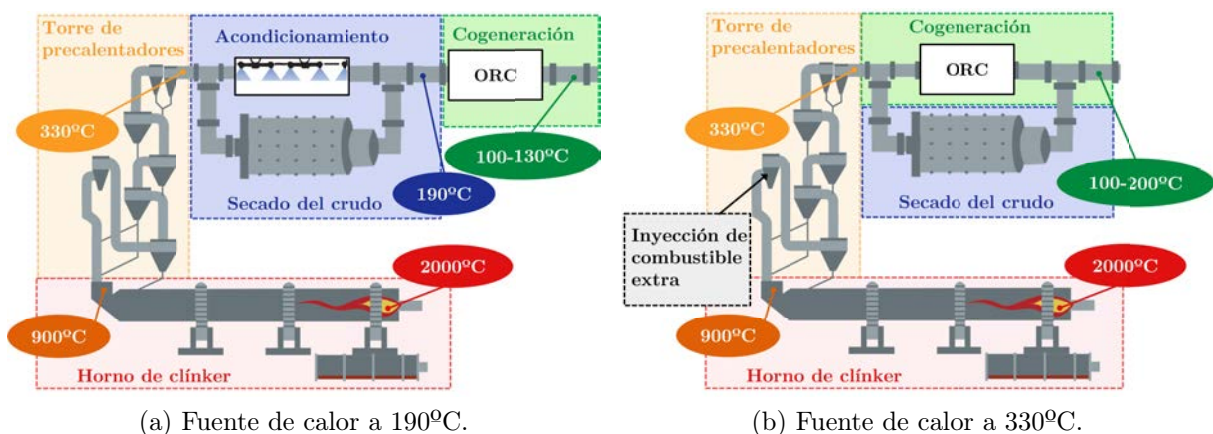 Torre de
precalentadores
Acondicionamiento
Cogeneración
ORC
330ºC
100-130ºC
190ºC
Secado del crudo
2000ºC
900ºC
Horno de clínker
(a) Fuente de calor a 190ºC.
Torre de
precalentadores
Cogeneración
ORC
330ºC
100-200ºC
Secado del crudo
Inyección de
combustible
extra
2000ºC
900ºC
Horno de clínker
(b) Fuente de calor a 330ºC.